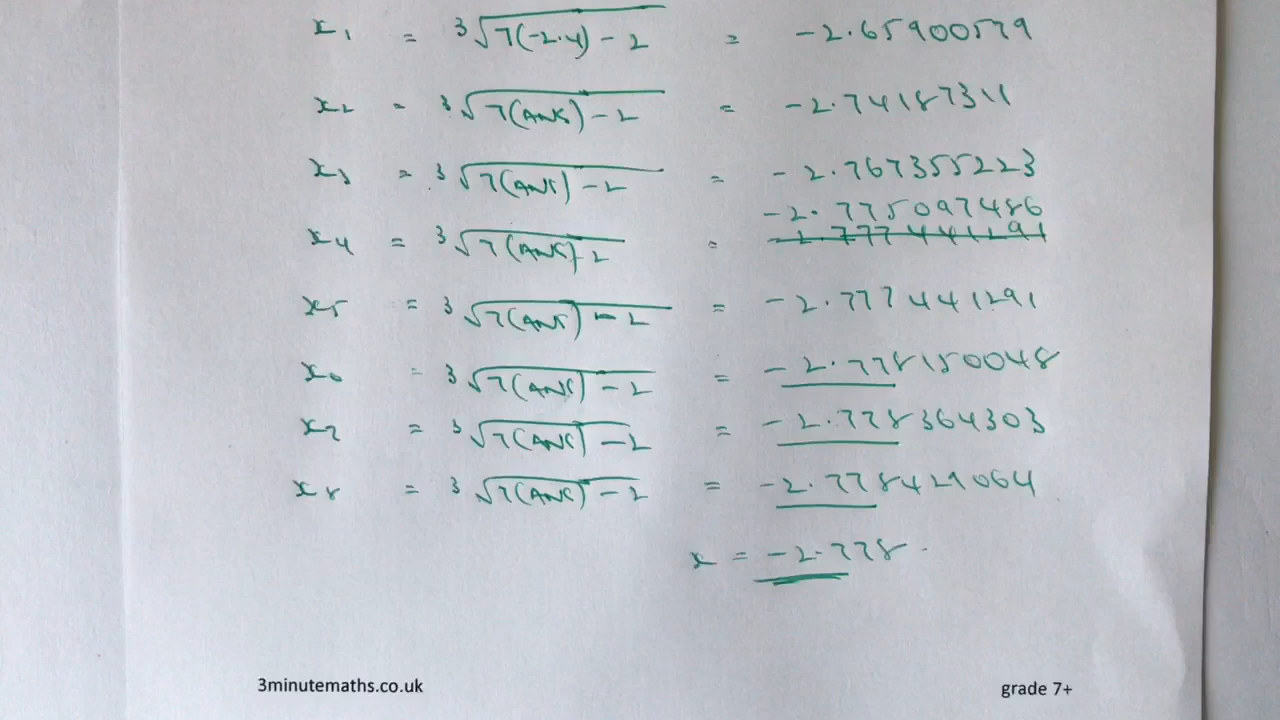 x₁ = ³√7(-2.4) - 2 = -2.65900579
x₂ = ³√7(ANS) - 2 = -2.74187311
x₃ = ³√7(ANS) - 2 = -2.767355223
-2.775097486
x₄ = ³√7(ANS) - 2 = -2.777441291
x₅ = ³√7(ANS) - 2 = -2.777441291
x₆ = ³√7(ANS) - 2 = -2.778150048
x₇ = ³√7(ANS) - 2 = -2.778364303
x₈ = ³√7(ANS) - 2 = -2.778429064
x = -2.778.
3minutemaths.co.uk grade 7+